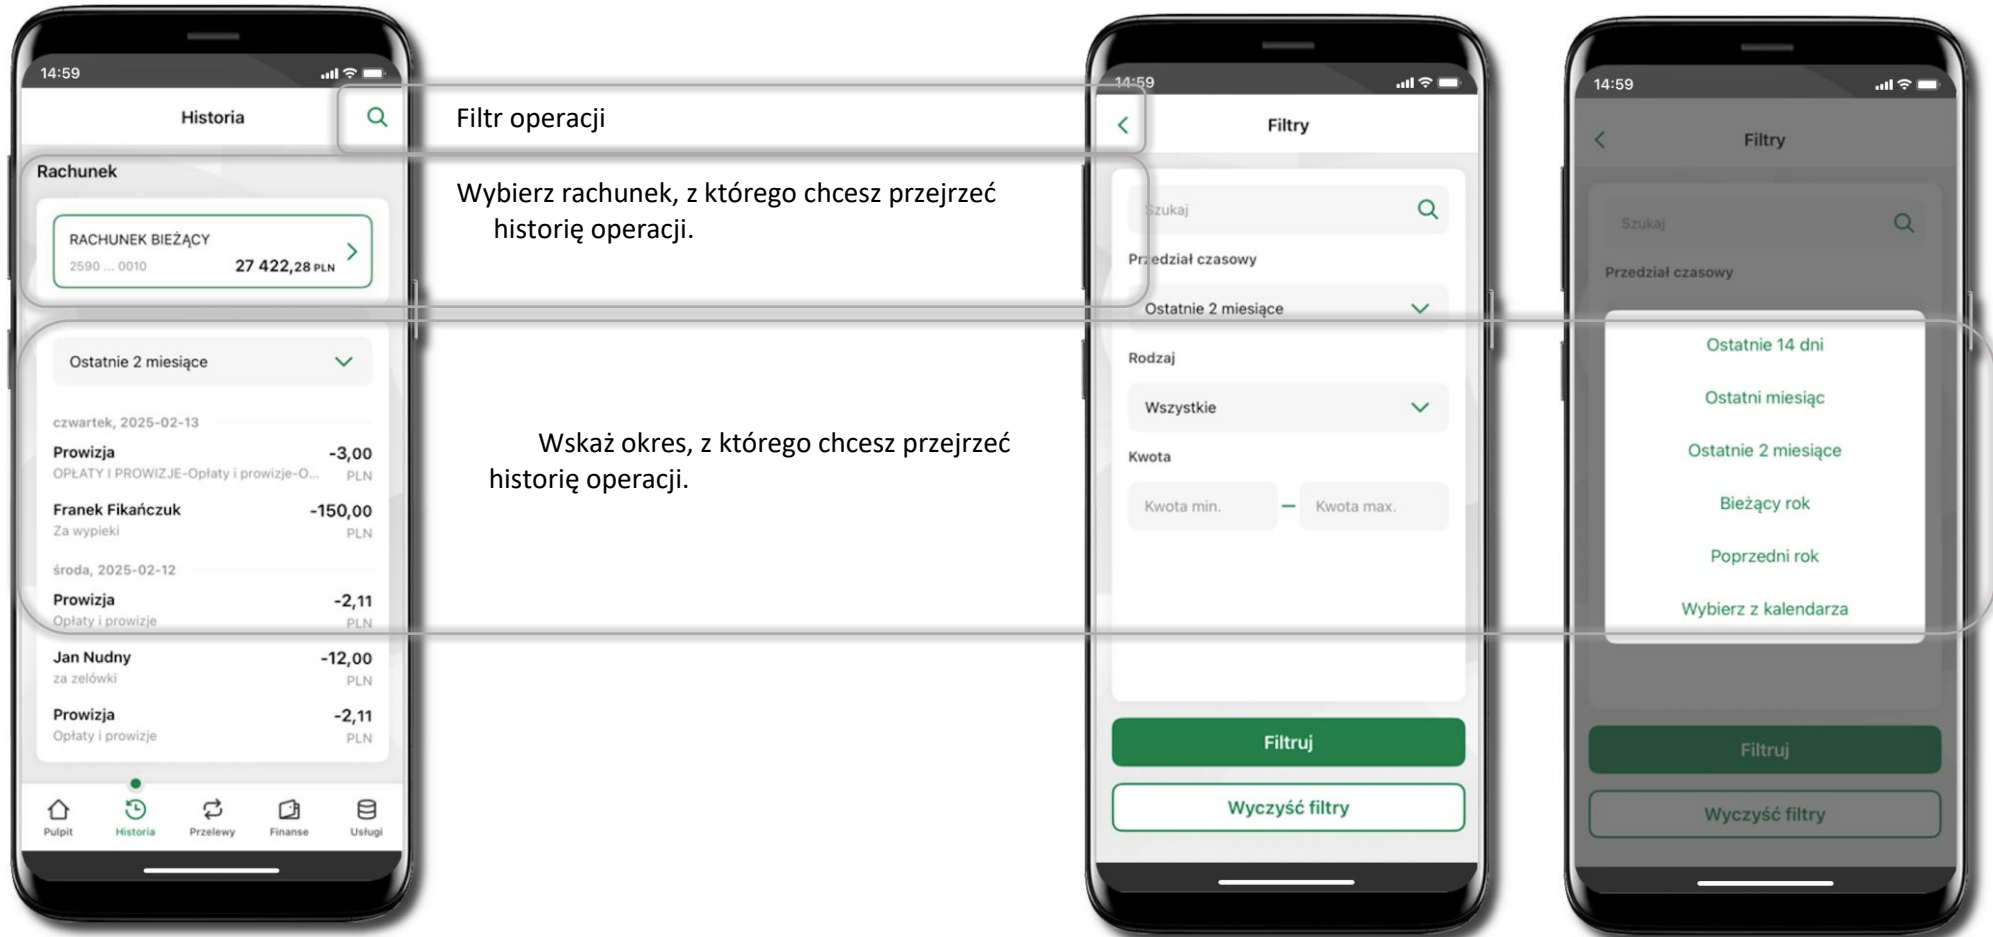 14:59
Historia
Rachunek
RACHUNEK BIEŻĄCY
2590 ... 0010 27 422,28 PLN
Ostatnie 2 miesiące
czwartek, 2025-02-13
Prowizja -3,00
OPŁATY I PROWIZJE-Opłaty i prowizje-O... PLN
Franek Fikańczuk -150,00
Za wypieki PLN
środa, 2025-02-12
Prowizja -2,11
Opłaty i prowizje PLN
Jan Nudny -12,00
za zelówki PLN
Prowizja -2,11
Opłaty i prowizje PLN
Pulpit Historia Przelewy Finanse Usługi
Filtr operacji
Wybierz rachunek, z którego chcesz przejrzeć
historię operacji.
Wskaż okres, z którego chcesz przejrzeć
historię operacji.
14:59
Filtry
Szukaj
Przedział czasowy
Ostatnie 2 miesiące
Rodzaj
Wszystkie
Kwota
Kwota min. – Kwota max.
Filtruj
Wyczyść filtry
14:59
Filtry
Szukaj
Przedział czasowy
Ostatnie 14 dni
Ostatni miesiąc
Ostatnie 2 miesiące
Bieżący rok
Poprzedni rok
Wybierz z kalendarza
Filtruj
Wyczyść filtry